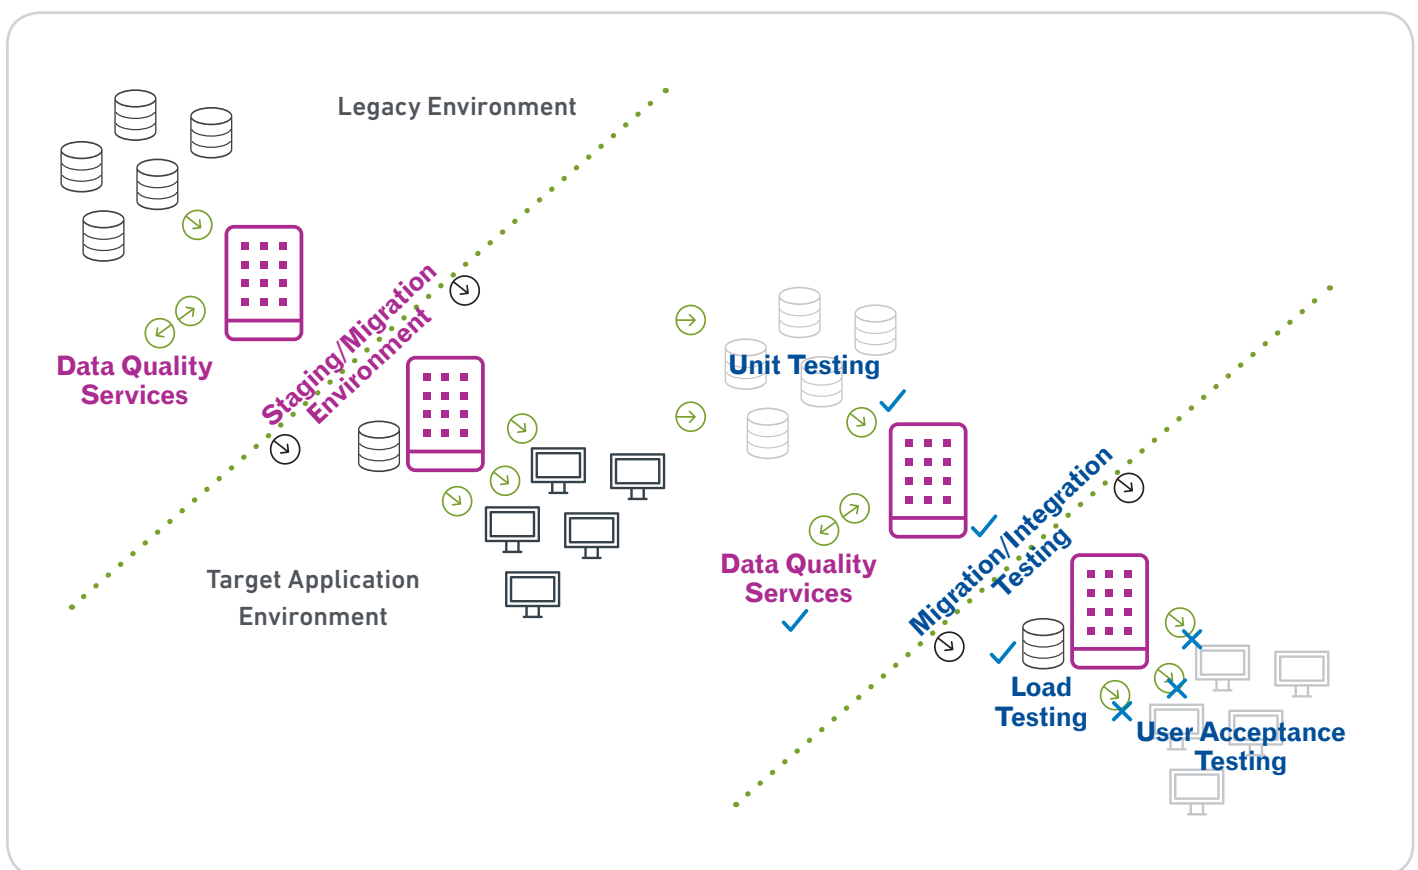 Legacy Environment
Data Quality
Services
Staging/Migration
Environment
Target Application
Environment
Unit Testing
Data Quality
Services
Migration/Integration
Testing
Load
Testing
User Acceptance
Testing